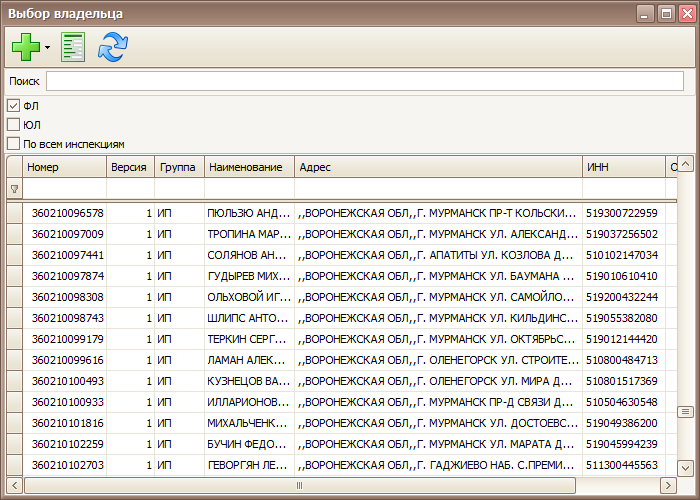 Выбор владельца
Поиск
ФЛ
ЮЛ
По всем инспекциям
Номер Версия Группа Наименование Адрес ИНН О
360210096578 1 ИП ПЮЛЬЗЮ АНД... ,,ВОРОНЕЖСКАЯ ОБЛ,,Г. МУРМАНСК ПР-Т КОЛЬСКИ... 519300722959
360210097009 1 ИП ТРОПИНА МАР... ,,ВОРОНЕЖСКАЯ ОБЛ,,Г. МУРМАНСК УЛ. АЛЕКСАНД... 519037256502
360210097441 1 ИП СОЛЯНОВ АН... ,,ВОРОНЕЖСКАЯ ОБЛ,,Г. АПАТИТЫ УЛ. КОЗЛОВА Д... 510102147034
360210097874 1 ИП ГУДЫРЕВ МИХ... ,,ВОРОНЕЖСКАЯ ОБЛ,,Г. МУРМАНСК УЛ. БАУМАНА ... 519010610410
360210098308 1 ИП ОЛЬХОВОЙ ИГ... ,,ВОРОНЕЖСКАЯ ОБЛ,,Г. МУРМАНСК УЛ. САМОЙЛО... 519200432244
360210098743 1 ИП ШЛИПС АНТО... ,,ВОРОНЕЖСКАЯ ОБЛ,,Г. МУРМАНСК УЛ. КИЛЬДИНС... 519055382080
360210099179 1 ИП ТЕРКИН СЕРГ... ,,ВОРОНЕЖСКАЯ ОБЛ,,Г. МУРМАНСК УЛ. ОКТЯБРЬС... 519012144420
360210099616 1 ИП ЛАМАН АЛЕК... ,,ВОРОНЕЖСКАЯ ОБЛ,,Г. ОЛЕНЕГОРСК УЛ. СТРОИТЕ... 510800484713
360210100493 1 ИП КУЗНЕЦОВ ВА... ,,ВОРОНЕЖСКАЯ ОБЛ,,Г. ОЛЕНЕГОРСК УЛ. МИРА Д... 510801517369
360210100933 1 ИП ИЛЛАРИОНОВ... ,,ВОРОНЕЖСКАЯ ОБЛ,,Г. МУРМАНСК ПР-Д СВЯЗИ Д... 510504630548
360210101816 1 ИП МИХАЛЬЧЕНК... ,,ВОРОНЕЖСКАЯ ОБЛ,,Г. МУРМАНСК УЛ. ДОСТОЕВС... 519049386200
360210102259 1 ИП БУЧИН ФЕДО... ,,ВОРОНЕЖСКАЯ ОБЛ,,Г. МУРМАНСК УЛ. МАРАТА Д... 519045994239
360210102703 1 ИП ГЕВОРГЯН ЛЕ... ,,ВОРОНЕЖСКАЯ ОБЛ,,Г. ГАДЖИЕВО НАБ. С.ПРЕМИ... 511300445563